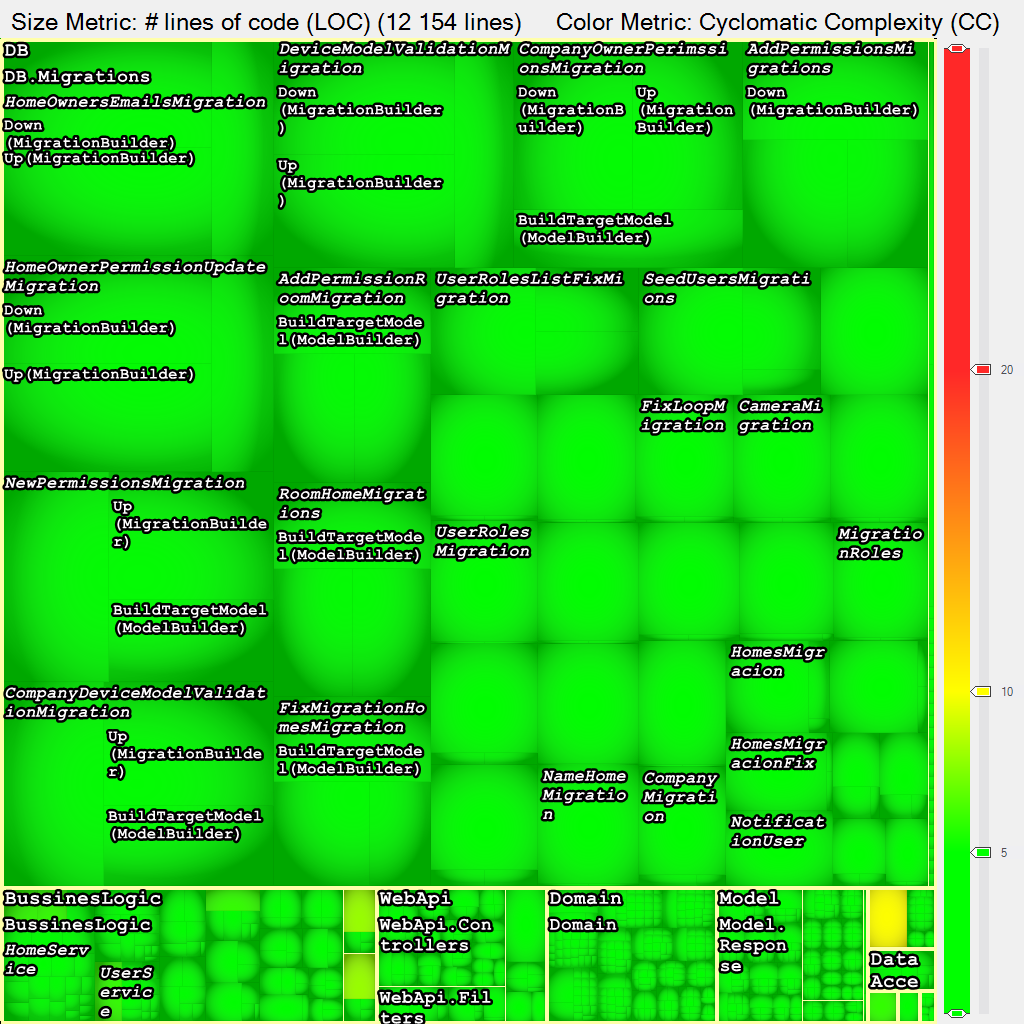 Size Metric: # lines of code (LOC) (12 154 lines)
Color Metric: Cyclomatic Complexity (CC)
DB
DB.Migrations
HomeOwnersEmailsMigration
Down
(MigrationBuilder)
Up(MigrationBuilder)
DeviceModelValidationM
igration
Down
(MigrationBuilder
)
Up
(MigrationBuilder
)
CompanyOwnerPerimssi
onsMigration
Down
(MigrationB
uilder)
Up
(Migration
Builder)
BuildTargetModel
(ModelBuilder)
AddPermissionsMi
grations
Down
(MigrationBuilder)
HomeOwnerPermissionUpdate
Migration
Down
(MigrationBuilder)
Up(MigrationBuilder)
AddPermissionR
oomMigration
BuildTargetMode
l(ModelBuilder)
UserRolesListFixMi
gration
SeedUsersMigrati
ons
FixLoopM
igration
CameraMi
gration
NewPermissionsMigration
Up
(MigrationBuilde
r)
BuildTargetModel
(ModelBuilder)
RoomHomeMigrat
ions
BuildTargetMode
l(ModelBuilder)
UserRoles
Migration
Migratio
nRoles
HomesMigr
acion
CompanyDeviceModelValidat
ionMigration
Up
(MigrationBuilde
r)
BuildTargetModel
(ModelBuilder)
FixMigrationHo
mesMigration
BuildTargetMode
l(ModelBuilder)
NameHome
Migratio
n
Company
Migrati
on
HomesMigr
acionFix
Notificat
ionUser
BussinesLogic
BussinesLogic
HomeServ
ice
UserS
ervic
e
WebApi
WebApi.Con
trollers
WebApi.Fil
ters
Domain
Domain
Model
Model.
Respon
se
Data
Acce
20
10
5